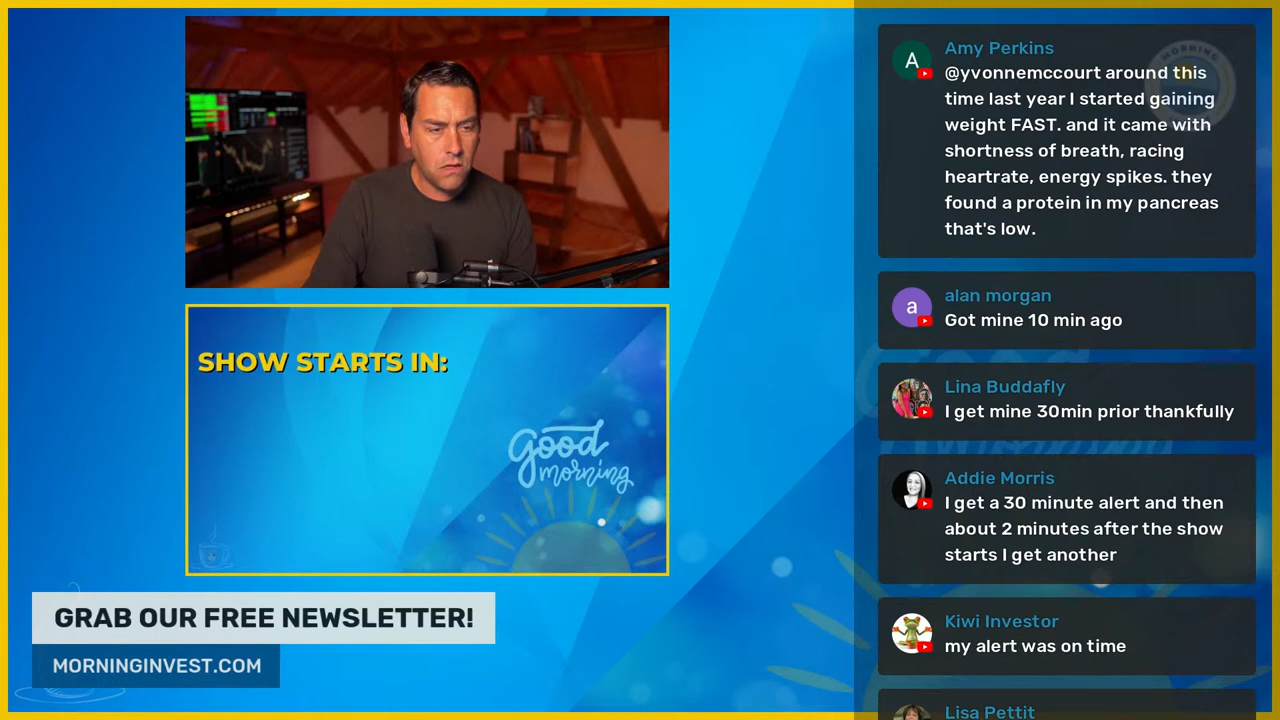 SHOW STARTS IN:
good
morning
GRAB OUR FREE NEWSLETTER!
MORNINGINVEST.COM
MORNING
A
Amy Perkins
@yvonnemccourt around this
time last year I started gaining
weight FAST. and it came with
shortness of breath, racing
heartrate, energy spikes. they
found a protein in my pancreas
that's low.
a
alan morgan
Got mine 10 min ago
Lina Buddafly
I get mine 30min prior thankfully
Addie Morris
I get a 30 minute alert and then
about 2 minutes after the show
starts I get another
Kiwi Investor
my alert was on time
Lisa Pettit